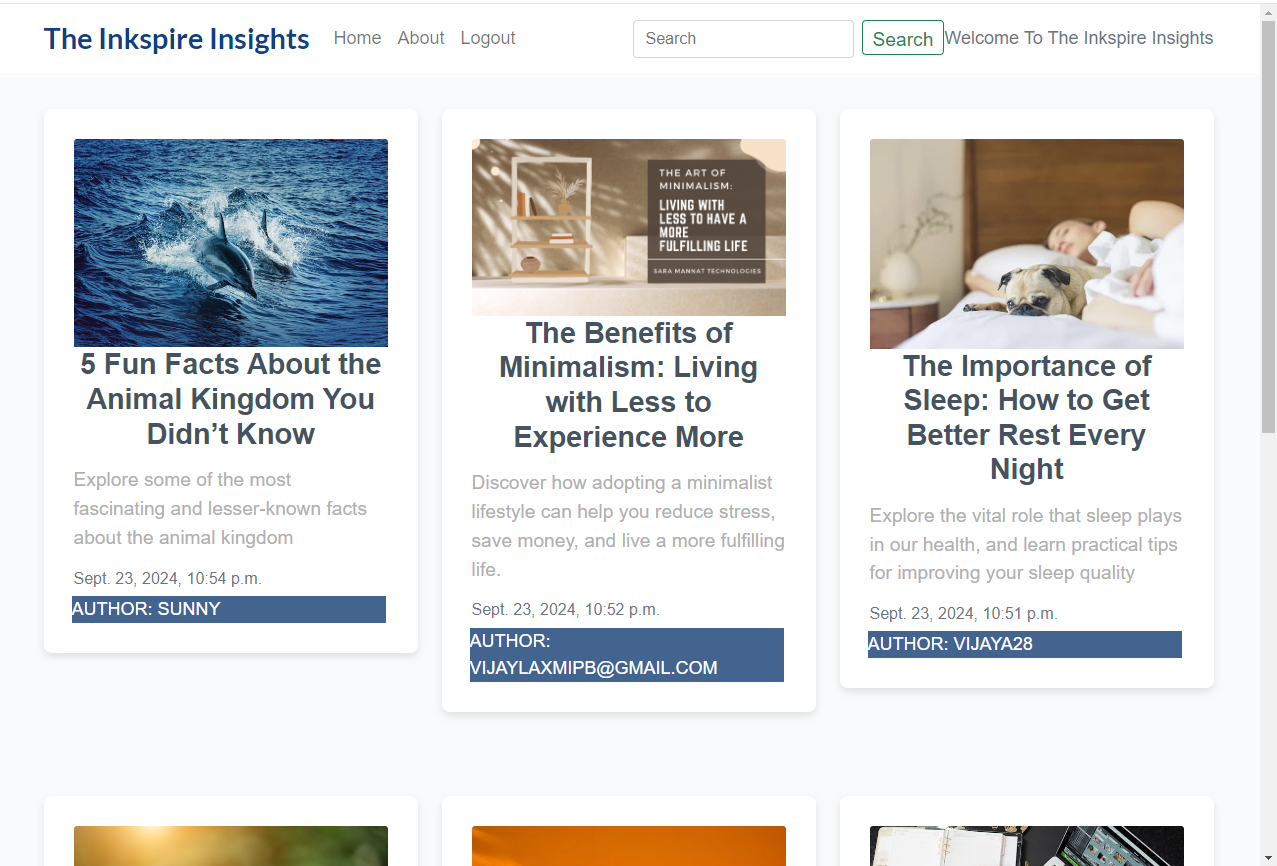 The Inkspire Insights Home About Logout Search Search Welcome To The Inkspire Insights
THE ART OF
MINIMALISM:
LIVING WITH
LESS TO HAVE A
MORE
FULFILLING LIFE
SARA MANNAT TECHNOLOGIES
5 Fun Facts About the
Animal Kingdom You
Didn’t Know
Explore some of the most
fascinating and lesser-known facts
about the animal kingdom
Sept. 23, 2024, 10:54 p.m.
AUTHOR: SUNNY
The Benefits of
Minimalism: Living
with Less to
Experience More
Discover how adopting a minimalist
lifestyle can help you reduce stress,
save money, and live a more fulfilling
life.
Sept. 23, 2024, 10:52 p.m.
AUTHOR:
VIJAYLAXMIPB@GMAIL.COM
The Importance of
Sleep: How to Get
Better Rest Every
Night
Explore the vital role that sleep plays
in our health, and learn practical tips
for improving your sleep quality
Sept. 23, 2024, 10:51 p.m.
AUTHOR: VIJAYA28